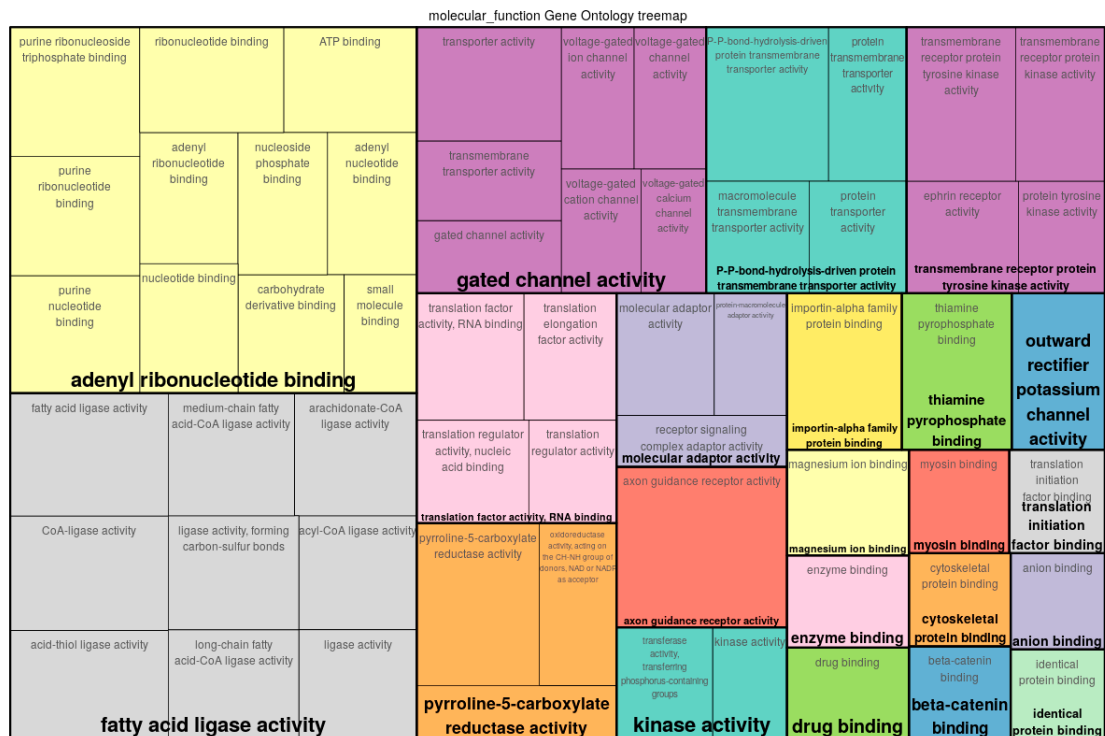 molecular_function Gene Ontology treemap
purine ribonucleoside
triphosphate binding
ribonucleotide binding
ATP binding
purine
ribonucleotide
binding
adenyl
ribonucleotide
binding
nucleoside
phosphate
binding
adenyl
nucleotide
binding
purine
nucleotide
binding
nucleotide binding
carbohydrate
derivative binding
small
molecule
binding
adenyl ribonucleotide binding
fatty acid ligase activity
medium-chain fatty
acid-CoA ligase activity
arachidonate-CoA
ligase activity
CoA-ligase activity
ligase activity, forming
carbon-sulfur bonds
acyl-CoA ligase activity
acid-thiol ligase activity
long-chain fatty
acid-CoA ligase activity
ligase activity
fatty acid ligase activity
transporter activity
voltage-gated
ion channel
activity
voltage-gated
channel
activity
transmembrane
transporter activity
gated channel activity
voltage-gated
cation channel
activity
voltage-gated
calcium
channel
activity
gated channel activity
P-P-bond-hydrolysis-driven
protein transmembrane
transporter activity
protein
transmembrane
transporter
activity
macromolecule
transmembrane
transporter activity
protein
transporter
activity
P-P-bond-hydrolysis-driven protein
transmembrane transporter activity
transmembrane
receptor protein
tyrosine kinase
activity
transmembrane
receptor protein
kinase activity
ephrin receptor
activity
protein tyrosine
kinase activity
transmembrane receptor protein
tyrosine kinase activity
translation factor
activity, RNA binding
translation
elongation
factor activity
translation regulator
activity, nucleic
acid binding
translation
regulator activity
translation factor activity, RNA binding
pyrroline-5-carboxylate
reductase activity
oxidoreductase
activity, acting on
the CH-NH group of
donors, NAD or NADP
as acceptor
pyrroline-5-carboxylate
reductase activity
molecular adaptor
activity
protein-macromolecule
adaptor activity
receptor signaling
complex adaptor activity
molecular adaptor activity
axon guidance receptor activity
axon guidance receptor activity
transferase
activity,
transferring
phosphorus-containing
groups
kinase activity
kinase activity
importin-alpha family
protein binding
importin-alpha family
protein binding
thiamine
pyrophosphate
binding
thiamine
pyrophosphate
binding
outward
rectifier
potassium
channel
activity
magnesium ion binding
magnesium ion binding
myosin binding
myosin binding
translation
initiation
factor binding
translation
initiation
factor binding
enzyme binding
enzyme binding
cytoskeletal
protein binding
cytoskeletal
protein binding
anion binding
anion binding
drug binding
drug binding
beta-catenin
binding
beta-catenin
binding
identical
protein binding
identical
protein binding